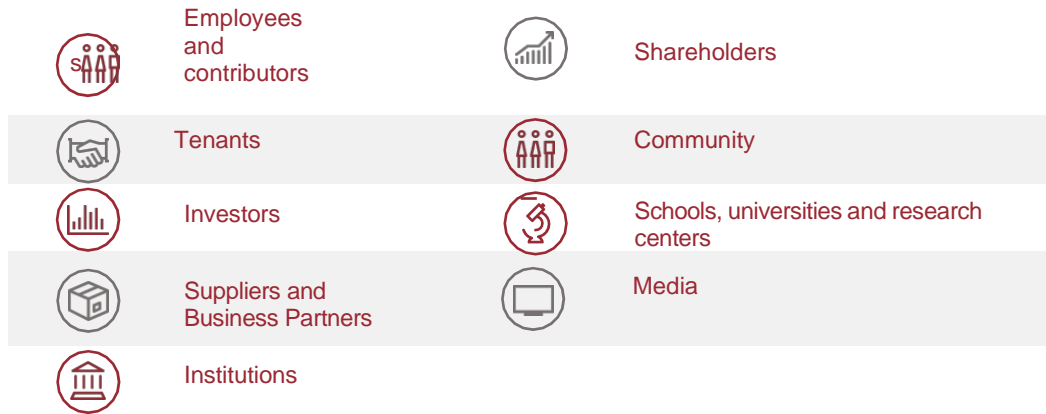 Employees
and
contributors
s
Shareholders
Tenants
Community
Investors
Schools, universities and research
centers
Suppliers and
Business Partners
Media
Institutions